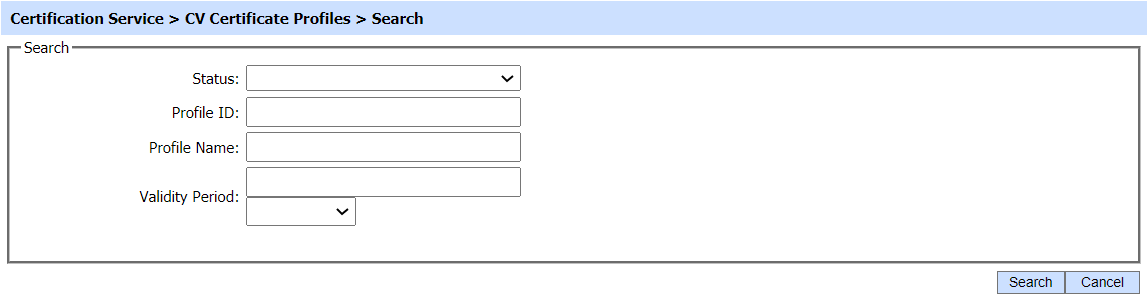 Certification Service > CV Certificate Profiles > Search
Search
Status:
Profile ID:
Profile Name:
Validity Period:
Search Cancel